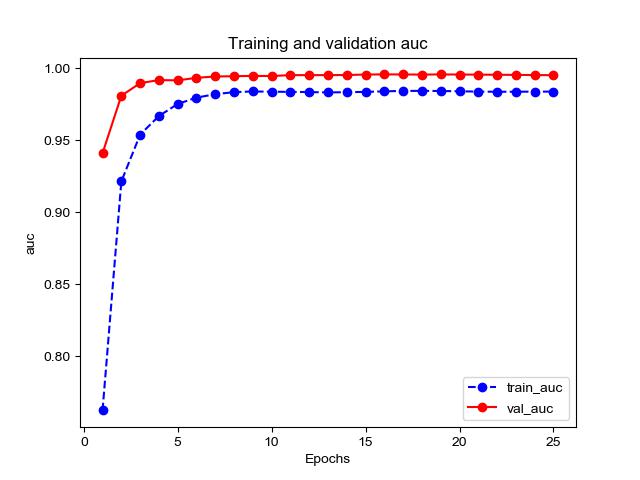 Training and validation auc
1.00
0.95
0.90
0.85
0.80
auc
train_auc
val_auc
0 5 10 15 20 25
Epochs